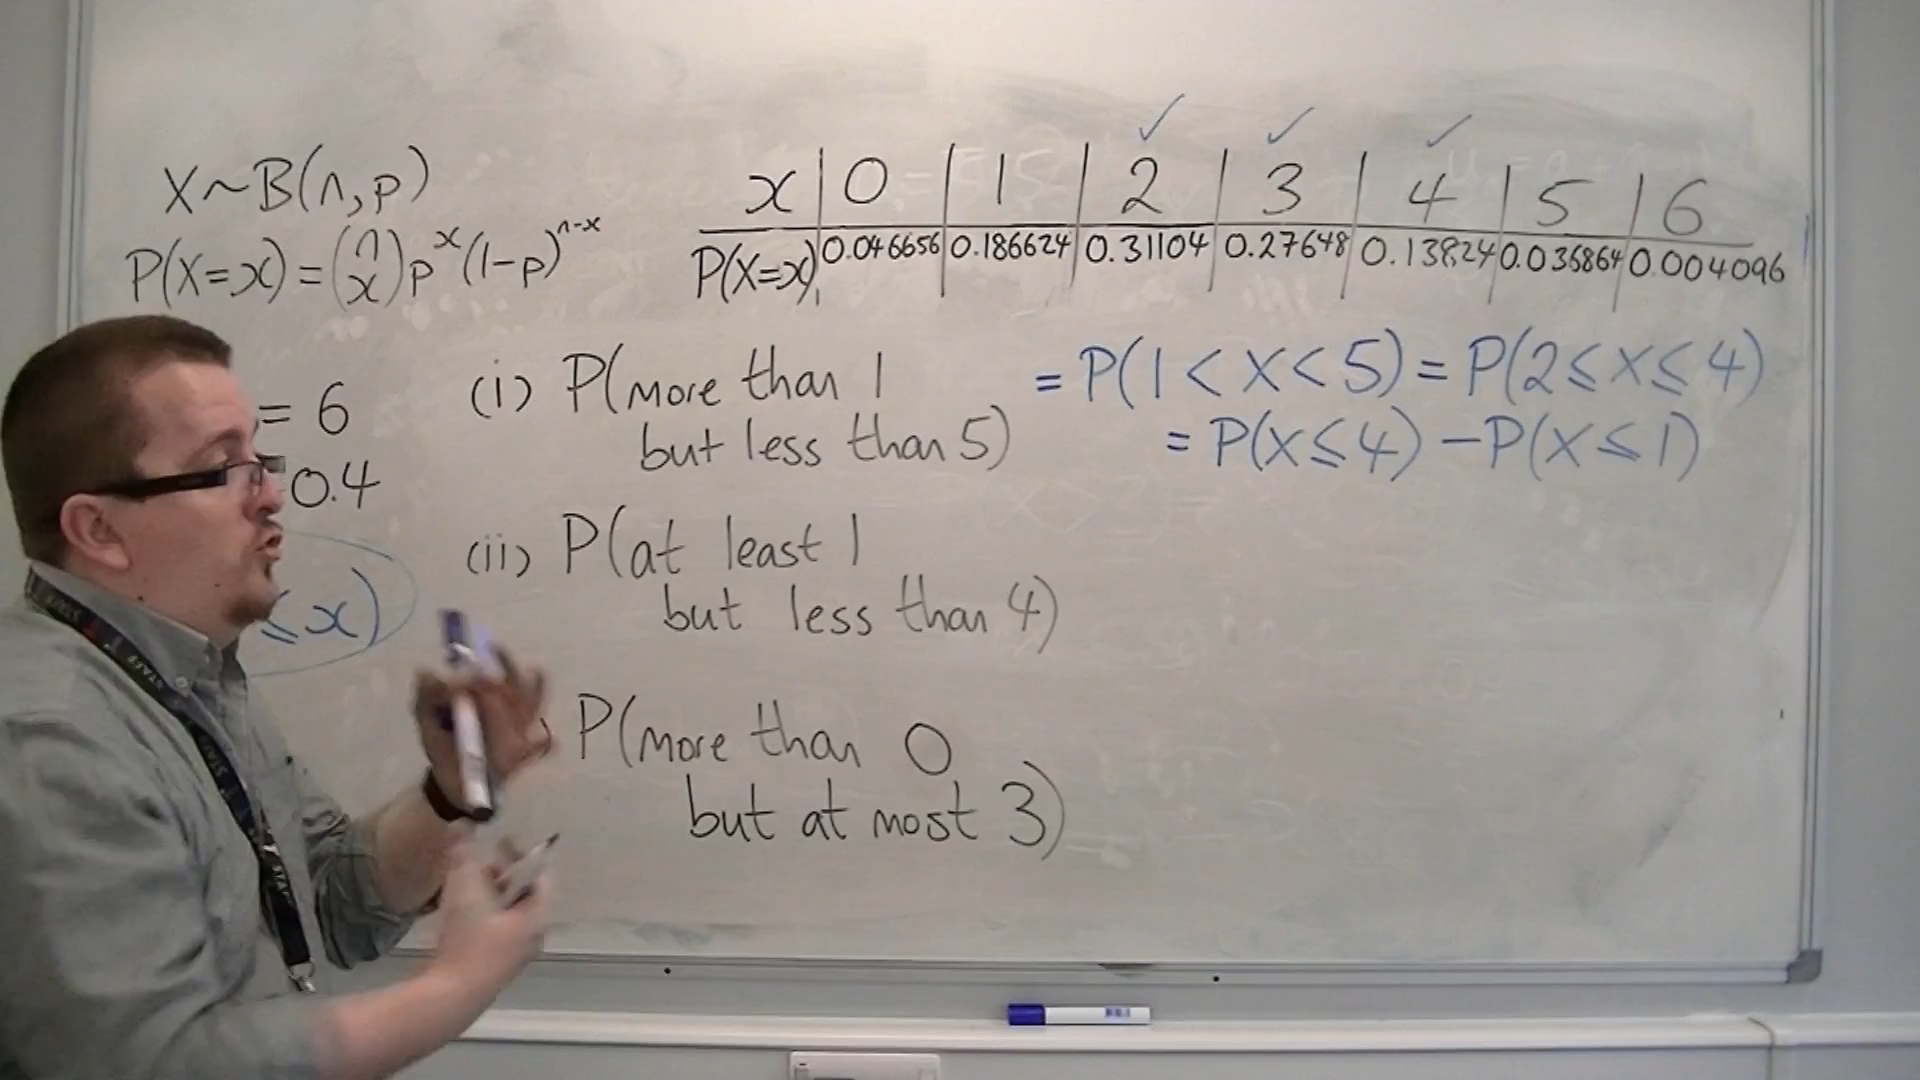 X~B(n,p)
P(X=x)=(n x)p^x(1-p)^n-x
x | 0 | 1 | 2 | 3 | 4 | 5 | 6
P(X=x) | 0.046656 | 0.186624 | 0.31104 | 0.27648 | 0.13824 | 0.036864 | 0.004096
= 6
0.4
≤ x)
(i) P(more than 1
but less than 5)
= P(1 < X < 5) = P(2 ≤ X ≤ 4)
= P(X ≤ 4) - P(X ≤ 1)
(ii) P(at least 1
but less than 4)
) P(more than 0
but at most 3)
STAFF